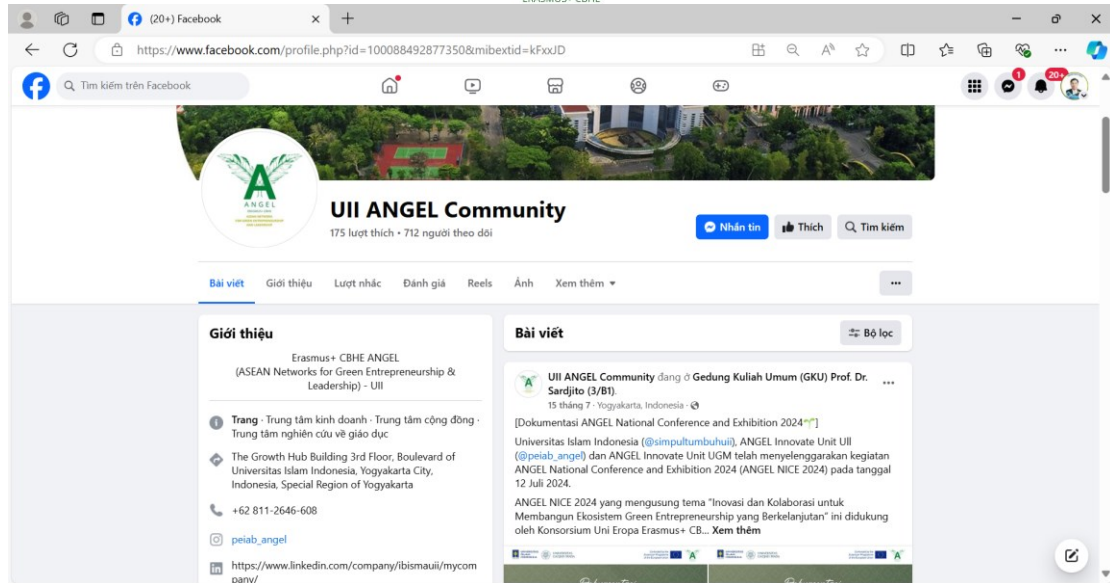 ERASMUS+ CBHE
(20+) Facebook
https://www.facebook.com/profile.php?id=100088492877350&mibextid=kFxxJD
Tìm kiếm trên Facebook
1
20+
A
ANGEL
UII ANGEL Community
175 lượt thích • 712 người theo dõi
Nhắn tin
Thích
Tìm kiếm
Bài viết
Giới thiệu
Lượt nhắc
Đánh giá
Reels
Ảnh
Xem thêm
Giới thiệu
Erasmus+ CBHE ANGEL
(ASEAN Networks for Green Entrepreneurship &
Leadership) - UII
Trang · Trung tâm kinh doanh · Trung tâm cộng đồng ·
Trung tâm nghiên cứu về giáo dục
The Growth Hub Building 3rd Floor, Boulevard of
Universitas Islam Indonesia, Yogyakarta City,
Indonesia, Special Region of Yogyakarta
+62 811-2646-608
peiab_angel
https://www.linkedin.com/company/ibismauii/mycom
pany/
Bài viết
Bộ lọc
UII ANGEL Community đang ở Gedung Kuliah Umum (GKU) Prof. Dr.
Sardjito (3/B1).
15 tháng 7 · Yogyakarta, Indonesia ·
[Dokumentasi ANGEL National Conference and Exhibition 2024🌱]
Universitas Islam Indonesia (@simpultumbuhuii), ANGEL Innovate Unit UII
(@peiab_angel) dan ANGEL Innovate Unit UGM telah menyelenggarakan kegiatan
ANGEL National Conference and Exhibition 2024 (ANGEL NICE 2024) pada tanggal
12 Juli 2024.
ANGEL NICE 2024 yang mengusung tema "Inovasi dan Kolaborasi untuk
Membangun Ekosistem Green Entrepreneurship yang Berkelanjutan" ini didukung
oleh Konsorsium Uni Eropa Erasmus+ CB... Xem thêm